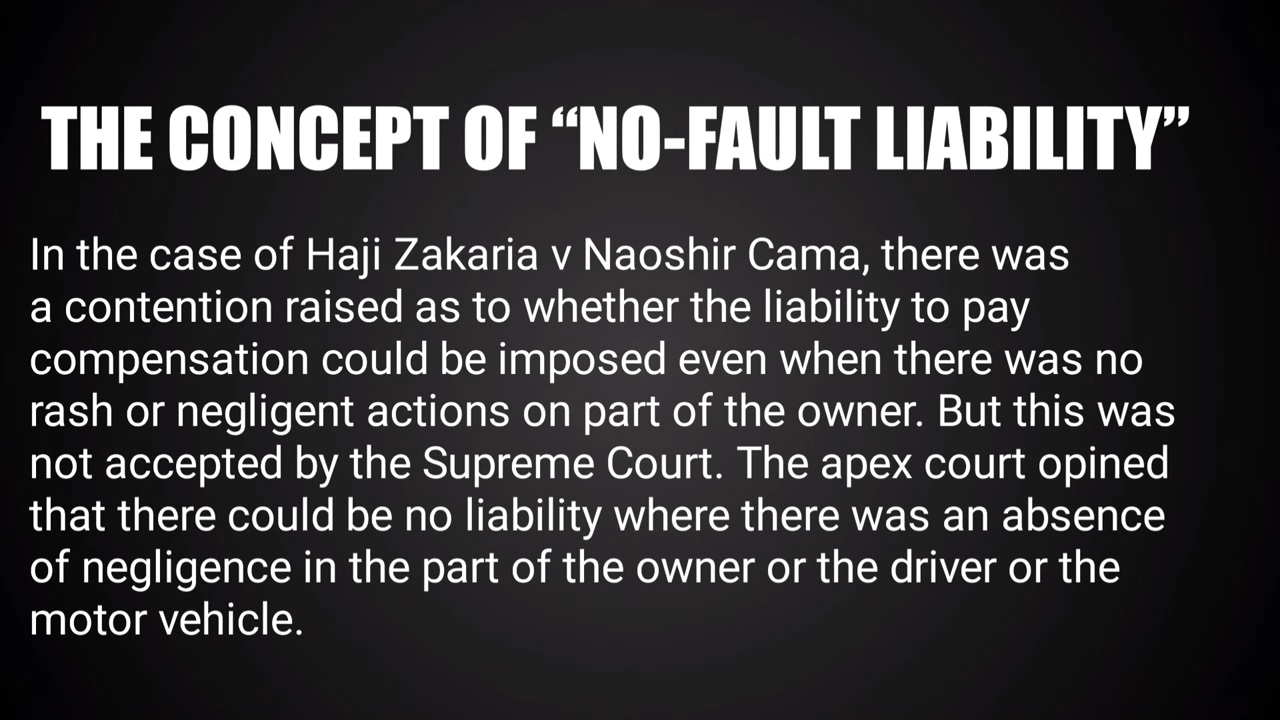 THE CONCEPT OF “NO-FAULT LIABILITY”
In the case of Haji Zakaria v Naoshir Cama, there was
a contention raised as to whether the liability to pay
compensation could be imposed even when there was no
rash or negligent actions on part of the owner. But this was
not accepted by the Supreme Court. The apex court opined
that there could be no liability where there was an absence
of negligence in the part of the owner or the driver or the
motor vehicle.